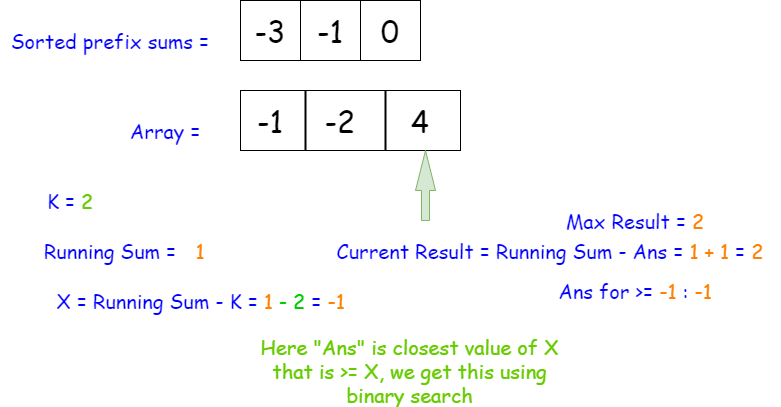 Sorted prefix sums = -3 -1 0
Array = -1 -2 4
K = 2
Max Result = 2
Running Sum = 1
Current Result = Running Sum - Ans = 1 + 1 = 2
X = Running Sum - K = 1 - 2 = -1
Ans for >= -1 : -1
Here "Ans" is closest value of X
that is >= X, we get this using
binary search